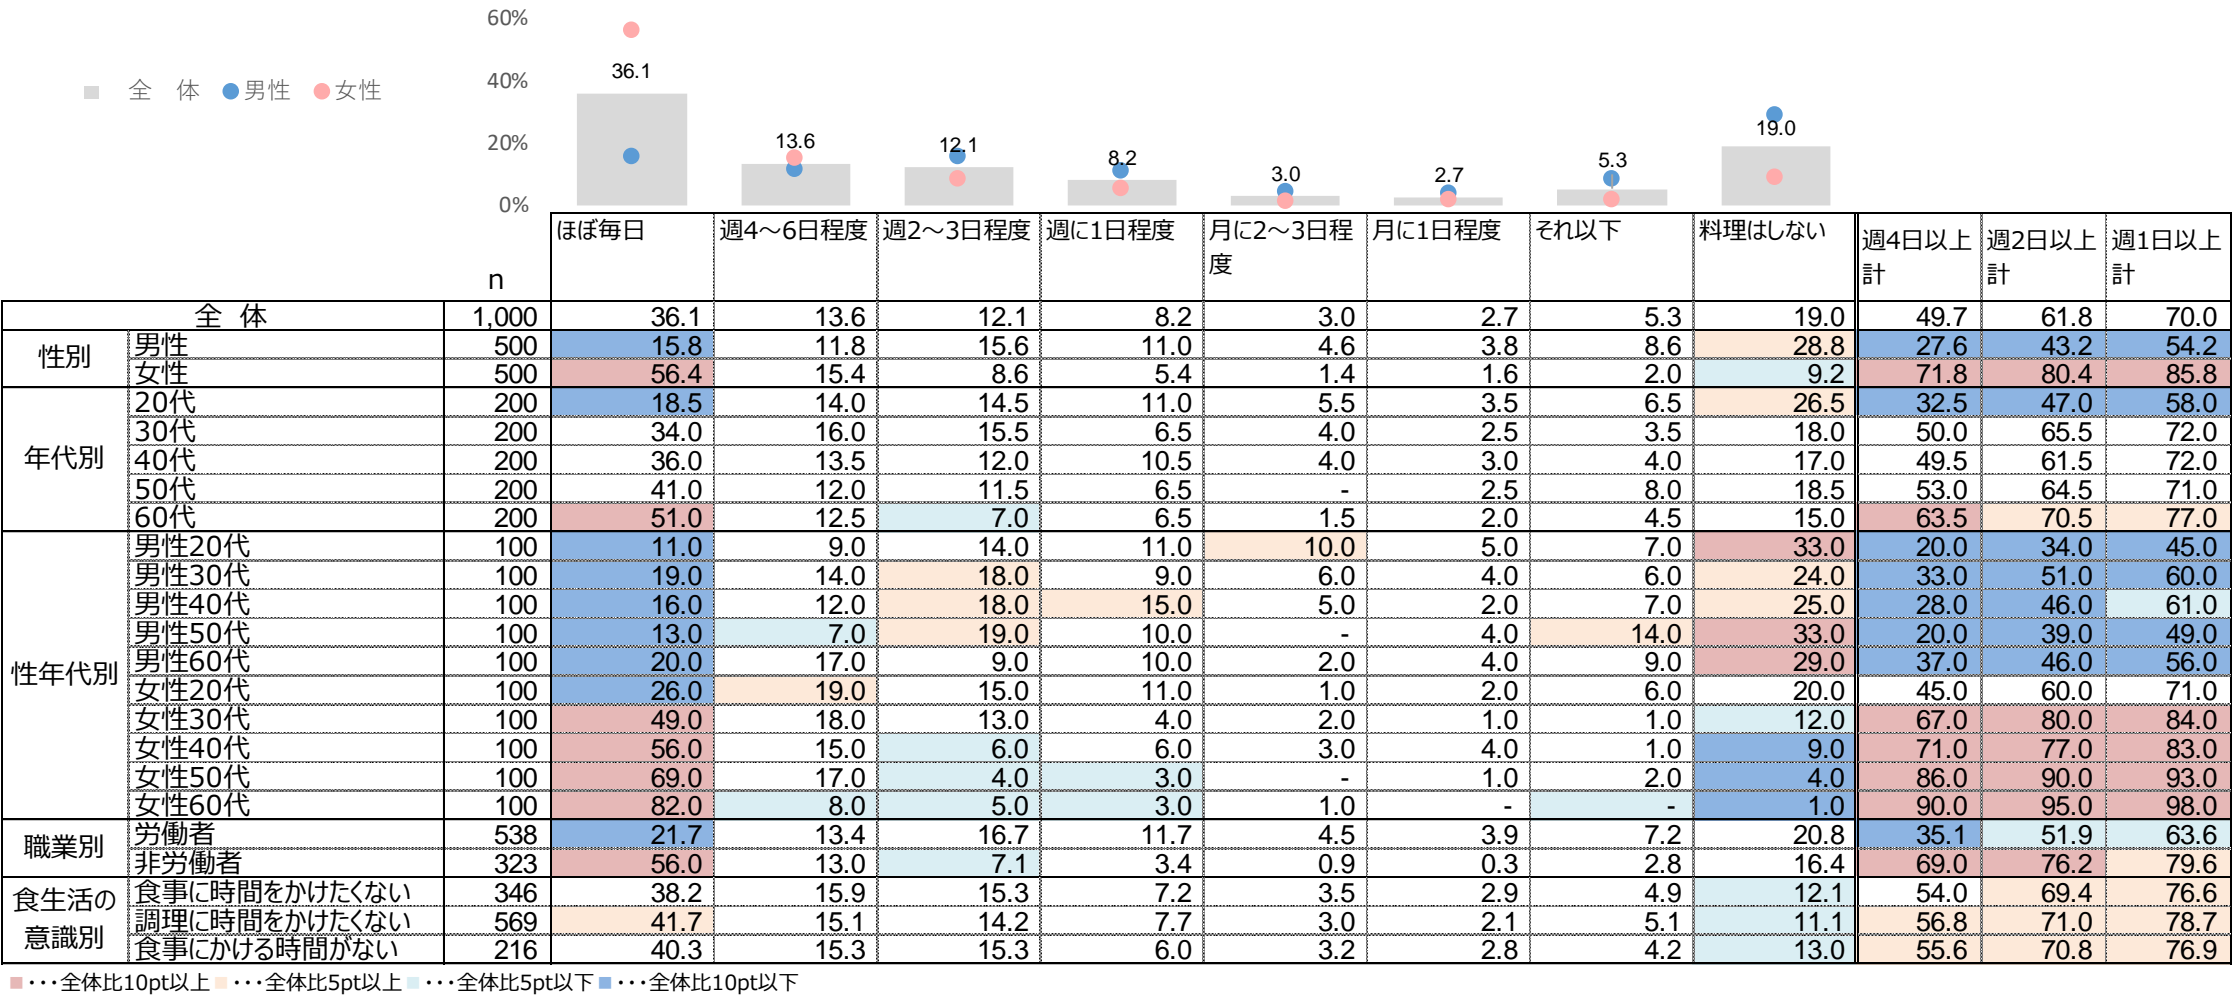 60%
40%
20%
0%
全 体 男性 女性
36.1 13.6 12.1 8.2 3.0 2.7 5.3 19.0
n ほぼ毎日 週4～6日程度 週2～3日程度 週に1日程度 月に2～3日程度 月に1日程度 それ以下 料理はしない 週4日以上計 週2日以上計 週1日以上計
全 体 1,000 36.1 13.6 12.1 8.2 3.0 2.7 5.3 19.0 49.7 61.8 70.0
性別
男性 500 15.8 11.8 15.6 11.0 4.6 3.8 8.6 28.8 27.6 43.2 54.2
女性 500 56.4 15.4 8.6 5.4 1.4 1.6 2.0 9.2 71.8 80.4 85.8
年代別
20代 200 18.5 14.0 14.5 11.0 5.5 3.5 6.5 26.5 32.5 47.0 58.0
30代 200 34.0 16.0 15.5 6.5 4.0 2.5 3.5 18.0 50.0 65.5 72.0
40代 200 36.0 13.5 12.0 10.5 4.0 3.0 4.0 17.0 49.5 61.5 72.0
50代 200 41.0 12.0 11.5 6.5 - 2.5 8.0 18.5 53.0 64.5 71.0
60代 200 51.0 12.5 7.0 6.5 1.5 2.0 4.5 15.0 63.5 70.5 77.0
性年代別
男性20代 100 11.0 9.0 14.0 11.0 10.0 5.0 7.0 33.0 20.0 34.0 45.0
男性30代 100 19.0 14.0 18.0 9.0 6.0 4.0 6.0 24.0 33.0 51.0 60.0
男性40代 100 16.0 12.0 18.0 15.0 5.0 2.0 7.0 25.0 28.0 46.0 61.0
男性50代 100 13.0 7.0 19.0 10.0 - 4.0 14.0 33.0 20.0 39.0 49.0
男性60代 100 20.0 17.0 9.0 10.0 2.0 4.0 9.0 29.0 37.0 46.0 56.0
女性20代 100 26.0 19.0 15.0 11.0 1.0 2.0 6.0 20.0 45.0 60.0 71.0
女性30代 100 49.0 18.0 13.0 4.0 2.0 1.0 1.0 12.0 67.0 80.0 84.0
女性40代 100 56.0 15.0 6.0 6.0 3.0 4.0 1.0 9.0 71.0 77.0 83.0
女性50代 100 69.0 17.0 4.0 3.0 - 1.0 2.0 4.0 86.0 90.0 93.0
女性60代 100 82.0 8.0 5.0 3.0 1.0 - - 1.0 90.0 95.0 98.0
職業別
労働者 538 21.7 13.4 16.7 11.7 4.5 3.9 7.2 20.8 35.1 51.9 63.6
非労働者 323 56.0 13.0 7.1 3.4 0.9 0.3 2.8 16.4 69.0 76.2 79.6
食生活の意識別
食事に時間をかけたくない 346 38.2 15.9 15.3 7.2 3.5 2.9 4.9 12.1 54.0 69.4 76.6
調理に時間をかけたくない 569 41.7 15.1 14.2 7.7 3.0 2.1 5.1 11.1 56.8 71.0 78.7
食事にかける時間がない 216 40.3 15.3 15.3 6.0 3.2 2.8 4.2 13.0 55.6 70.8 76.9
･･･全体比10pt以上 ･･･全体比5pt以上 ･･･全体比5pt以下 ･･･全体比10pt以下